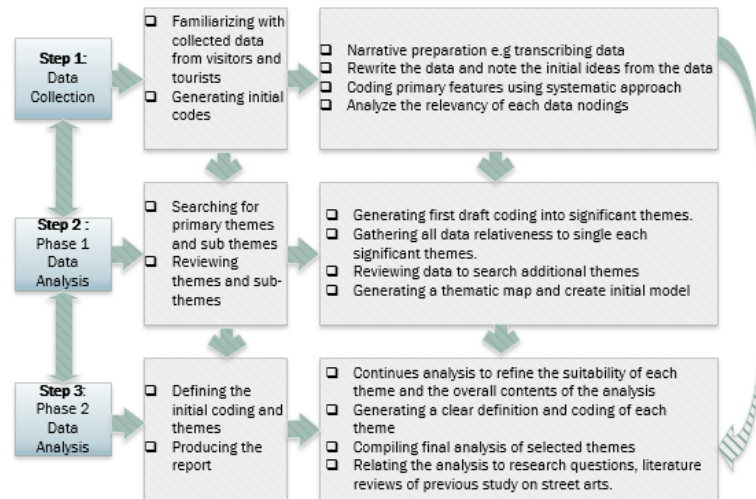 Step 1:
Data
Collection
❑ Familiarizing with
collected data
from visitors and
tourists
❑ Generating initial
codes
❑ Narrative preparation e.g transcribing data
❑ Rewrite the data and note the initial ideas from the data
❑ Coding primary features using systematic approach
❑ Analyze the relevancy of each data nodings
Step 2 :
Phase 1
Data
Analysis
❑ Searching for
primary themes
and sub themes
❑ Reviewing
themes and sub-
themes
❑ Generating first draft coding into significant themes.
❑ Gathering all data relativeness to single each
significant themes.
❑ Reviewing data to search additional themes
❑ Generating a thematic map and create initial model
Step 3:
Phase 2
Data
Analysis
❑ Defining the
initial coding and
themes
❑ Producing the
report
❑ Continues analysis to refine the suitability of each
theme and the overall contents of the analysis
❑ Generating a clear definition and coding of each
theme
❑ Compiling final analysis of selected themes
❑ Relating the analysis to research questions, literature
reviews of previous study on street arts.